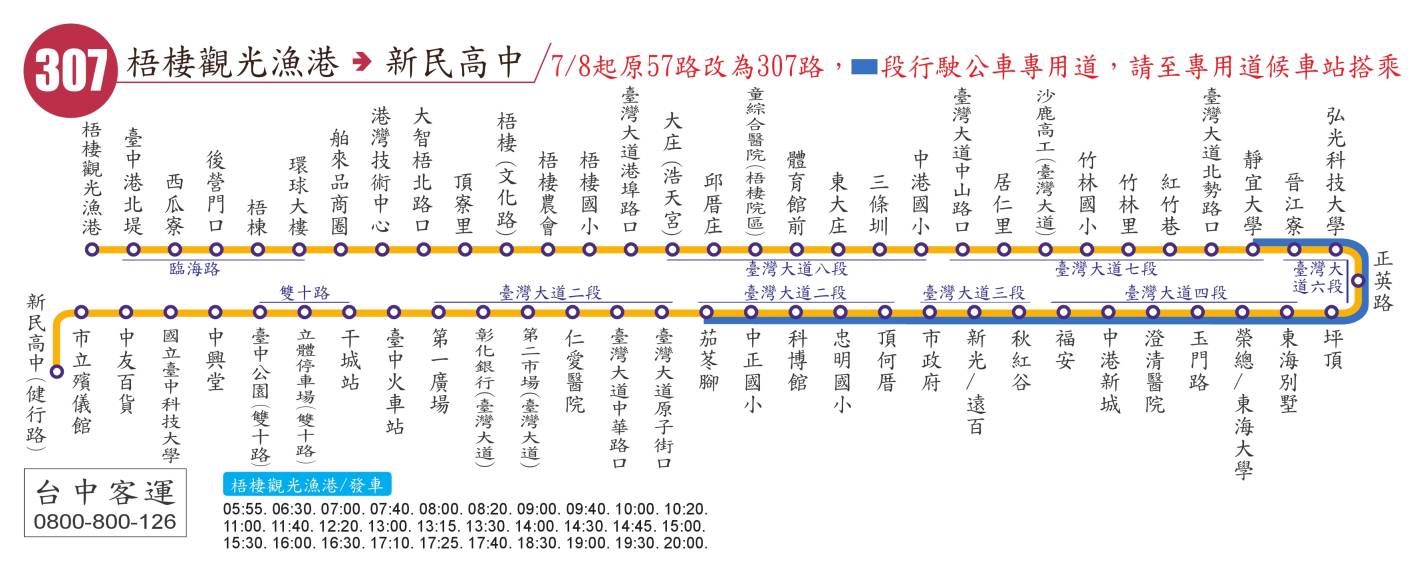 307 梧棲觀光漁港 → 新民高中 /7/8起原57路改為307路，段行駛公車專用道，請至專用道候車站搭乘
梧棲觀光漁港
臺中港北堤
西瓜寮
後營門口
梧棟
環球大樓
舶來品商圈
港灣技術中心
大智梧北路口
頂寮里
梧棲(文化路)
梧棲農會
梧棲國小
臺灣大道港埠路口
大庄(浩天宮)
邱厝庄
童綜合醫院(梧棲院區)
體育館前
東大庄
三條圳
中港國小
臺灣大道中山路口
居仁里
沙鹿高工(臺灣大道)
竹林國小
竹林里
紅竹巷
臺灣大道北勢路口
靜宜大學
晉江寮
弘光科技大學
臨海路
臺灣大道八段
臺灣大道七段
臺灣大
道六段
正英路
雙十路
臺灣大道二段
臺灣大道二段
臺灣大道三段
臺灣大道四段
新民高中(健行路)
市立殯儀館
中友百貨
國立臺中科技大學
中興堂
臺中公園(雙十路)
立體停車場(雙十路)
干城站
臺中火車站
第一廣場
彰化銀行(臺灣大道)
第二市場(臺灣大道)
仁愛醫院
臺灣大道中華路口
臺灣大道原子街口
茄苳腳
中正國小
科博館
忠明國小
頂何厝
市政府
新光/遠百
秋紅谷
福安
中港新城
澄清醫院
玉門路
榮總/東海大學
東海別墅
坪頂
台中客運
0800-800-126
梧棲觀光漁港/發車
05:55. 06:30. 07:00. 07:40. 08:00. 08:20. 09:00. 09:40. 10:00. 10:20.
11:00. 11:40. 12:20. 13:00. 13:15. 13:30. 14:00. 14:30. 14:45. 15:00.
15:30. 16:00. 16:30. 17:10. 17:25. 17:40. 18:30. 19:00. 19:30. 20:00.